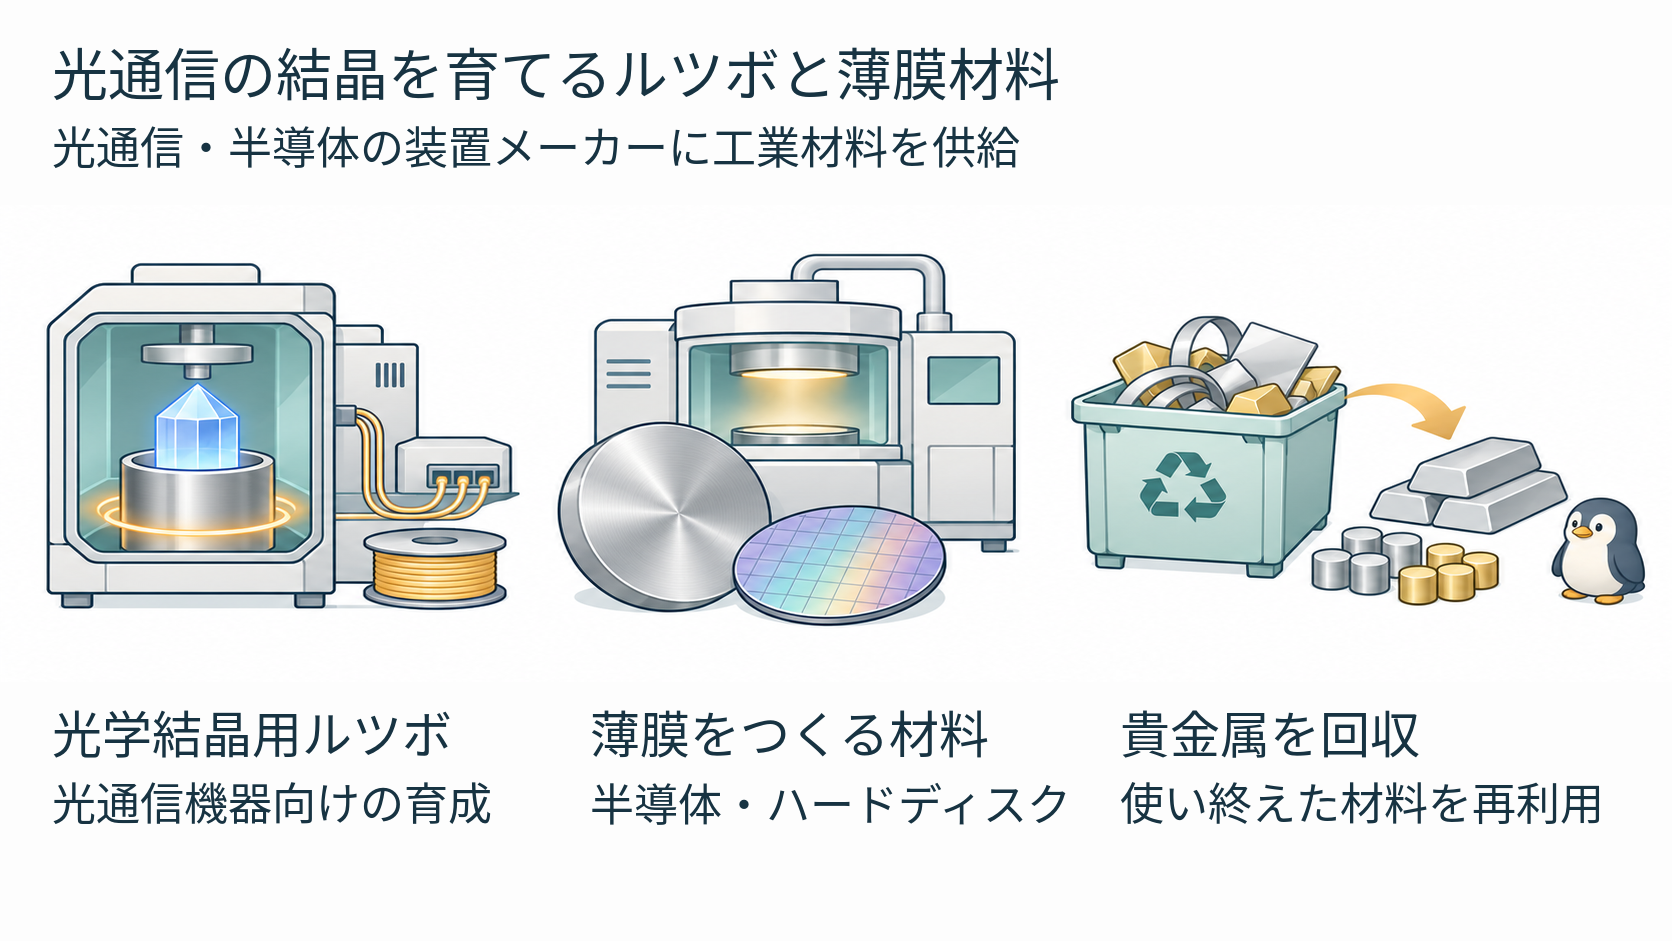 光通信の結晶を育てるルツボと薄膜材料
光通信・半導体の装置メーカーに工業材料を供給
光学結晶用ルツボ
光通信機器向けの育成
薄膜をつくる材料
半導体・ハードディスク
貴金属を回収
使い終えた材料を再利用